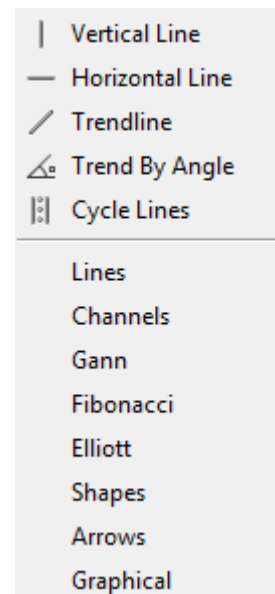 Vertical Line
Horizontal Line
Trendline
Trend By Angle
Cycle Lines
Lines
Channels
Gann
Fibonacci
Elliott
Shapes
Arrows
Graphical